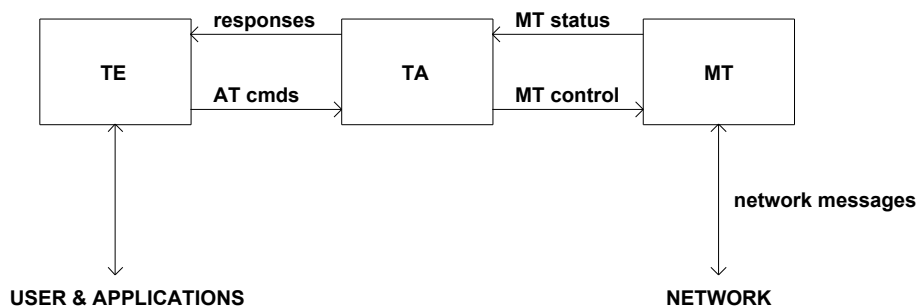 responses
MT status
TE
TA
MT
AT cmds
MT control
network messages
USER & APPLICATIONS
NETWORK